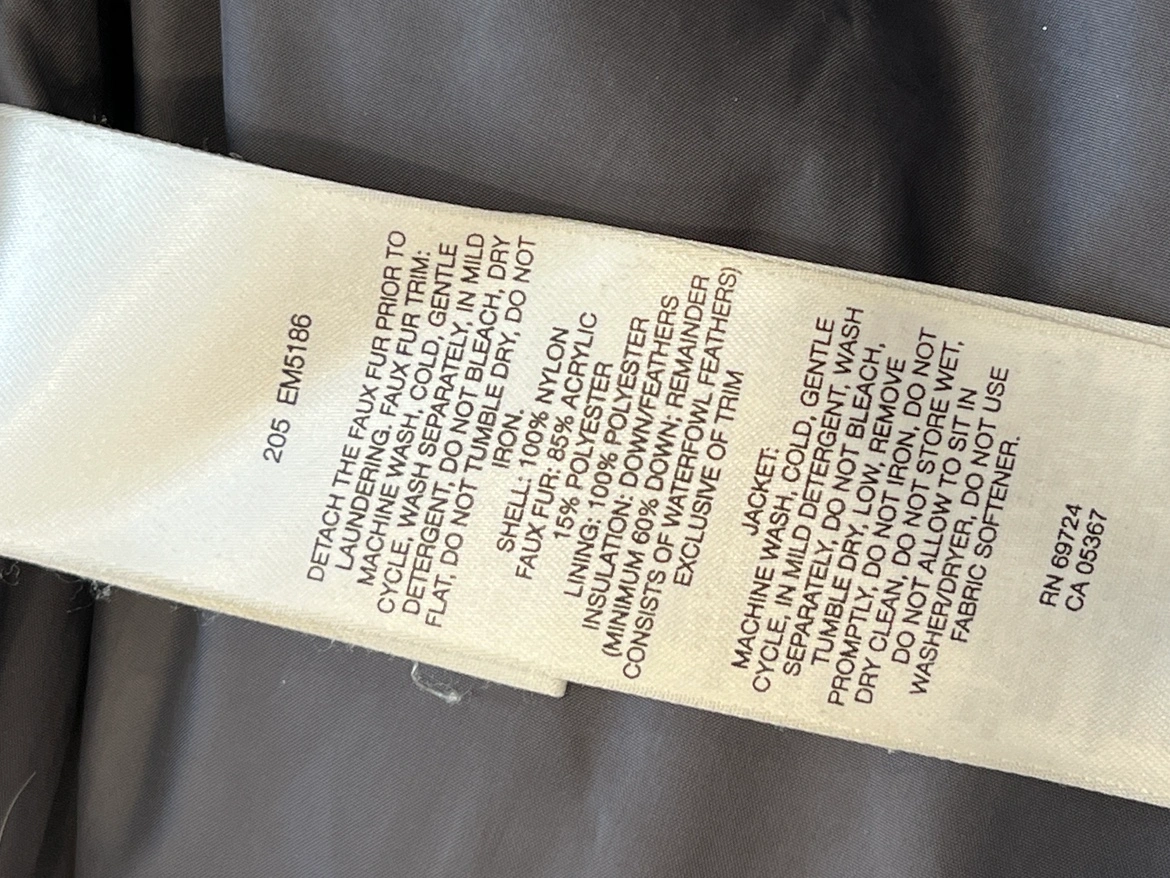 205 EM5186
DETACH THE FAUX FUR PRIOR TO
LAUNDERING. FAUX FUR TRIM:
MACHINE WASH, COLD, GENTLE
CYCLE, WASH SEPARATELY, IN MILD
DETERGENT, DO NOT BLEACH, DRY
FLAT, DO NOT TUMBLE DRY, DO NOT
IRON.
SHELL: 100% NYLON
FAUX FUR: 85% ACRYLIC
15% POLYESTER
LINING: 100% POLYESTER
INSULATION: DOWN/FEATHERS
(MINIMUM 60% DOWN; REMAINDER
CONSISTS OF WATERFOWL FEATHERS)
EXCLUSIVE OF TRIM
JACKET:
MACHINE WASH, COLD, GENTLE
CYCLE, IN MILD DETERGENT, WASH
SEPARATELY, DO NOT BLEACH,
TUMBLE DRY, LOW, REMOVE
PROMPTLY, DO NOT IRON, DO NOT
DRY CLEAN, DO NOT STORE WET,
DO NOT ALLOW TO SIT IN
WASHER/DRYER, DO NOT USE
FABRIC SOFTENER.
RN 69724
CA 05367